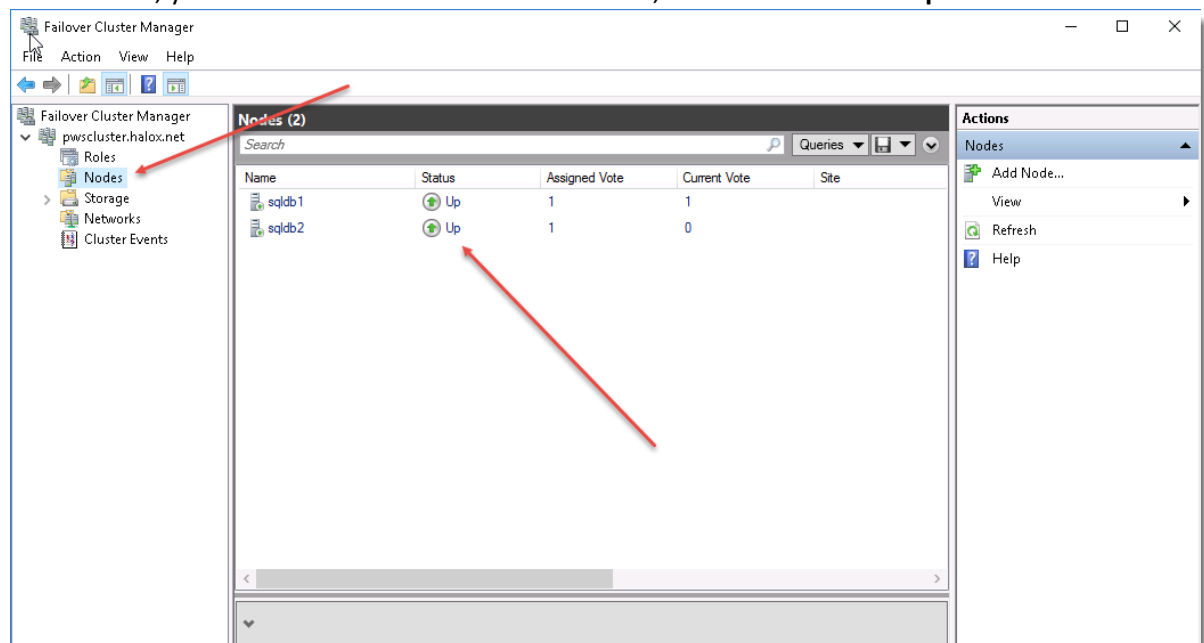 Failover Cluster Manager
File Action View Help
Failover Cluster Manager
pwscluster.halox.net
Roles
Nodes
Storage
Networks
Cluster Events
Nodes (2)
Search
Queries
Name Status Assigned Vote Current Vote Site
sqldb1 Up 1 1
sqldb2 Up 1 0
Actions
Nodes
Add Node...
View
Refresh
Help